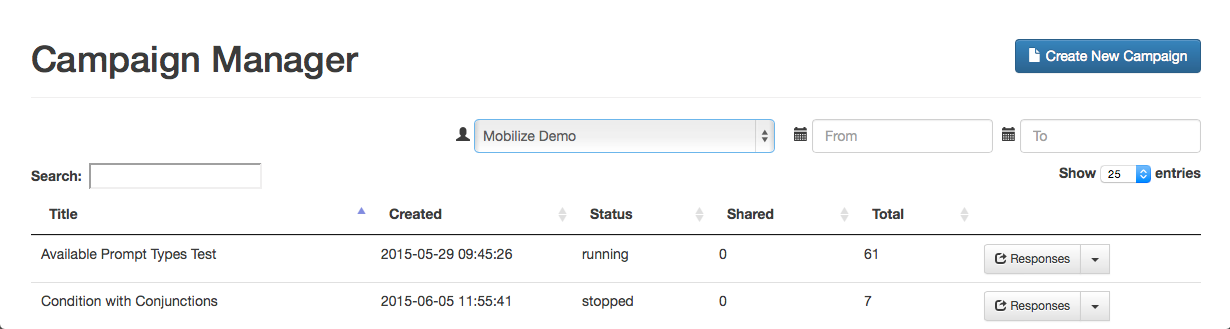 Campaign Manager
Create New Campaign
Mobilize Demo From To
Search: Show 25 entries
Title Created Status Shared Total
Available Prompt Types Test 2015-05-29 09:45:26 running 0 61 Responses
Condition with Conjunctions 2015-06-05 11:55:41 stopped 0 7 Responses